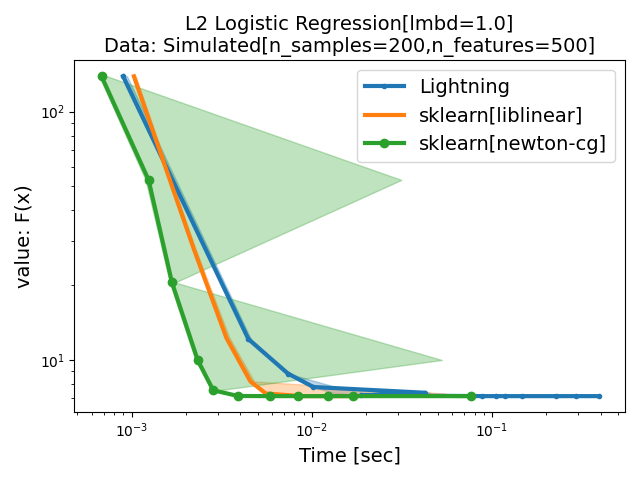 L2 Logistic Regression[lmbd=1.0]
Data: Simulated[n_samples=200,n_features=500]
Lightning
sklearn[liblinear]
sklearn[newton-cg]
value: F(x)
10²
10¹
10⁻³
10⁻²
10⁻¹
Time [sec]